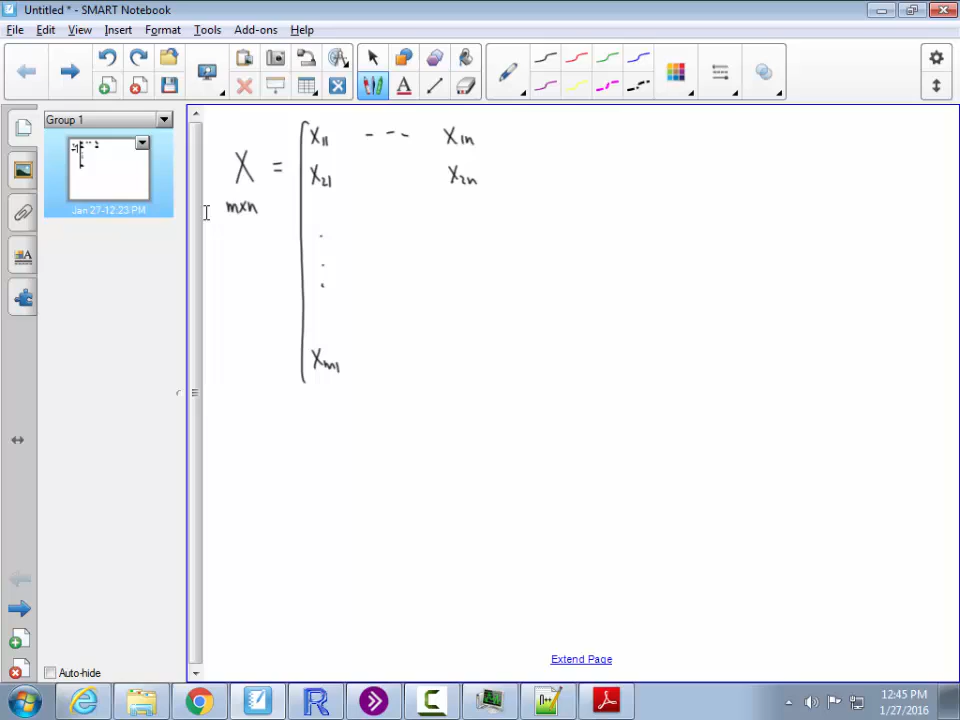 Untitled * - SMART Notebook
File Edit View Insert Format Tools Add-ons Help
Group 1
Jan 27-12:23 PM
X = [ X11 - - - X1n
X21 X2n
mxn
.
.
.
Xm1
Extend Page
Auto-hide
12:45 PM
1/27/2016